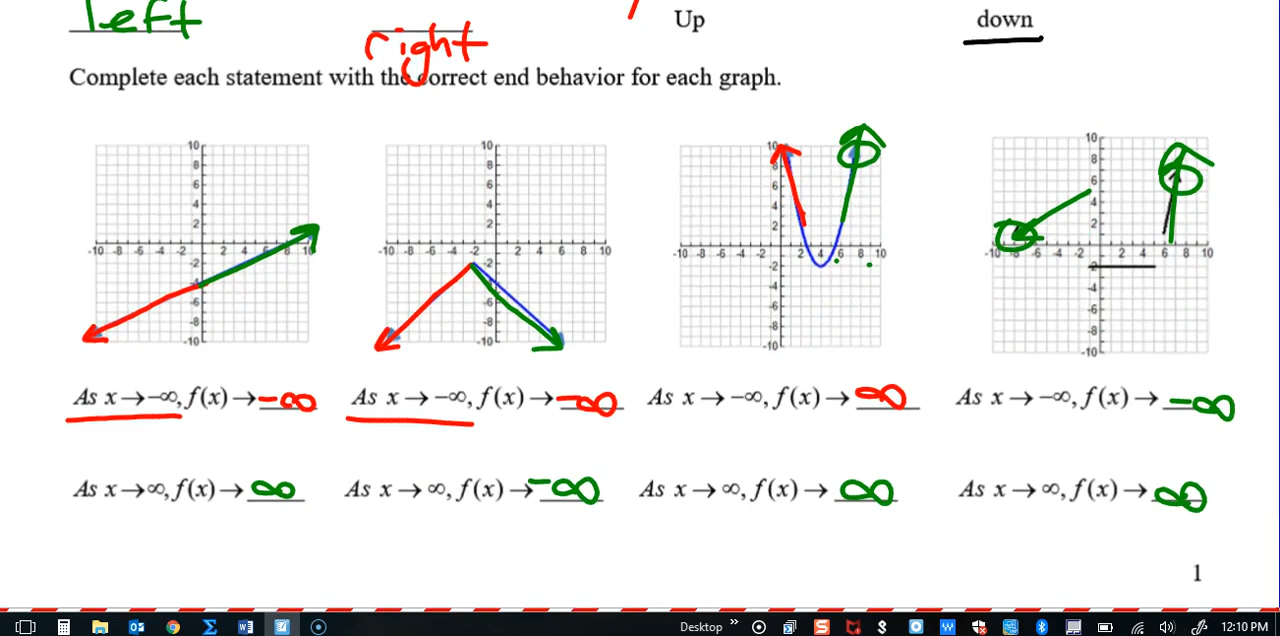 left
right
Up
down
Complete each statement with the correct end behavior for each graph.
As x→−∞, f(x)→ -∞
As x→−∞, f(x)→ -∞
As x→−∞, f(x)→ ∞
As x→−∞, f(x)→ -∞
As x→∞, f(x)→ ∞
As x→∞, f(x)→ -∞
As x→∞, f(x)→ ∞
As x→∞, f(x)→ ∞
1
Desktop
12:10 PM